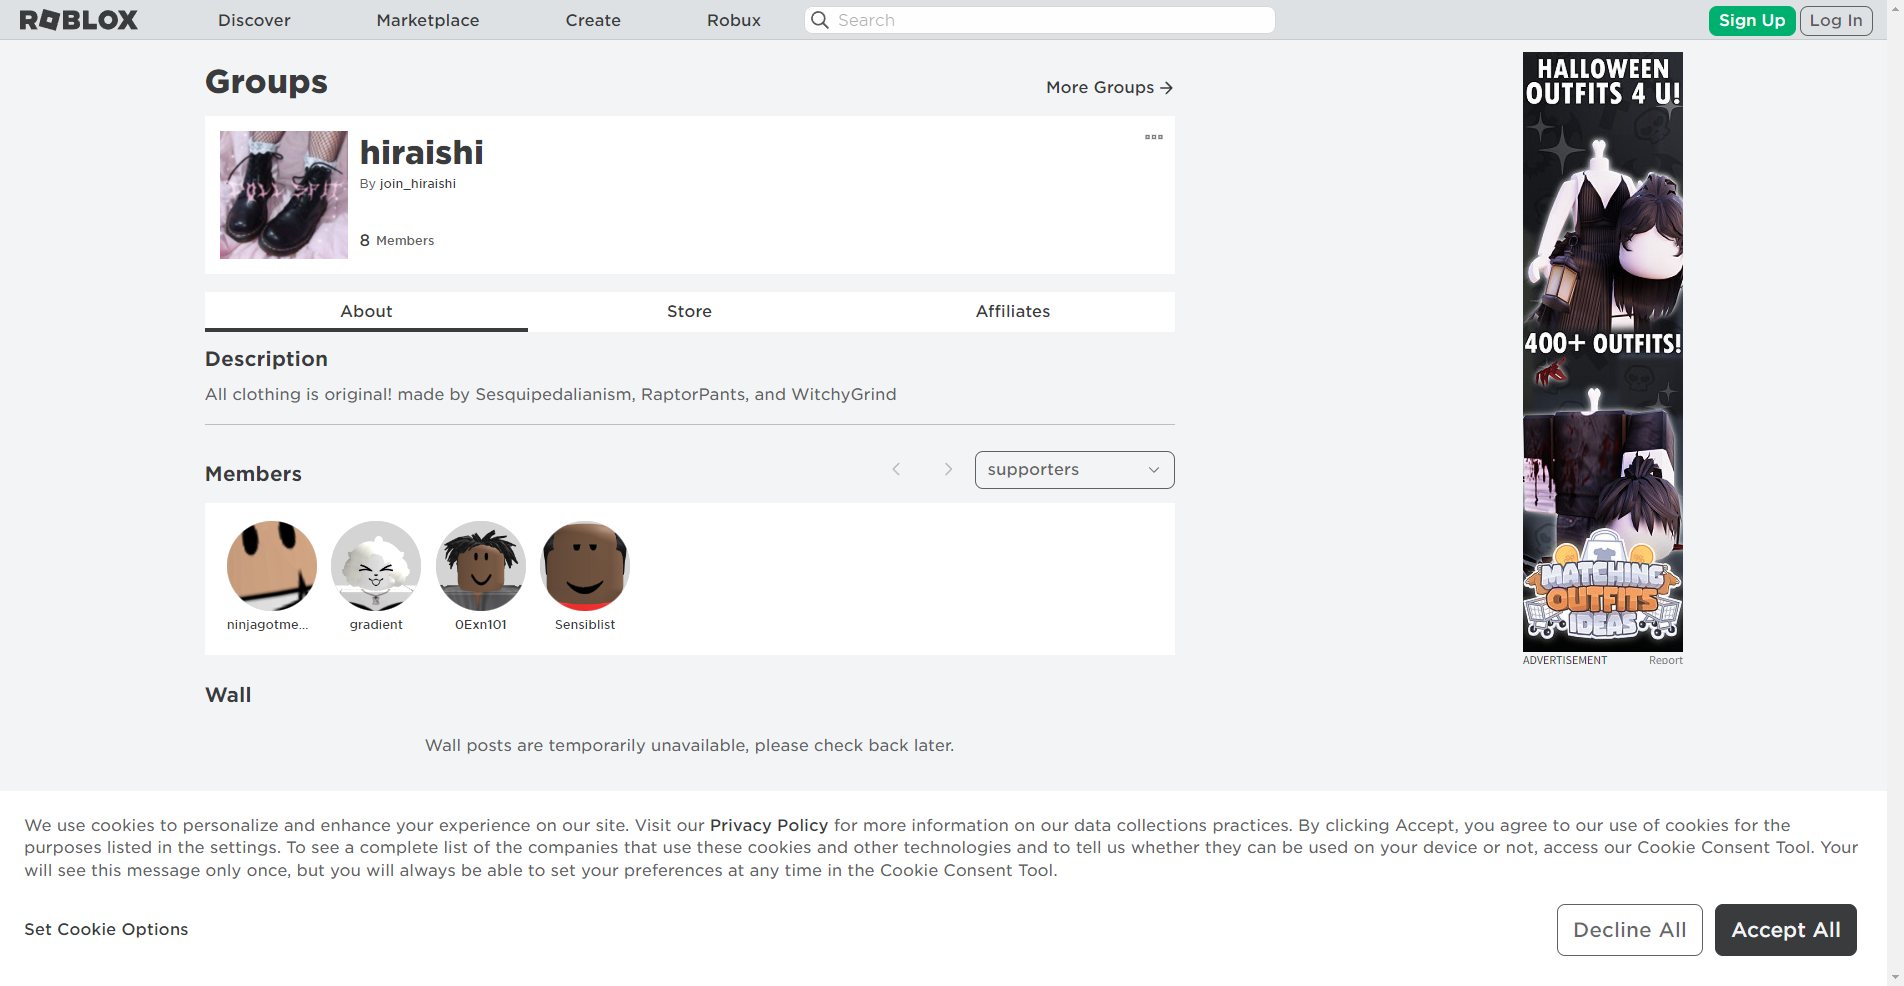 ROBLOX
Discover
Marketplace
Create
Robux
Search
Sign Up
Log In
Groups
More Groups
hiraishi
By join_hiraishi
8 Members
DOLL SPIT
About
Store
Affiliates
Description
All clothing is original! made by Sesquipedalianism, RaptorPants, and WitchyGrind
Members
supporters
ninjagotme...
gradient
0Exn101
Sensiblist
Wall
Wall posts are temporarily unavailable, please check back later.
HALLOWEEN
OUTFITS 4 U!
400+ OUTFITS!
MATCHING
OUTFITS
IDEAS
ADVERTISEMENT
Report
We use cookies to personalize and enhance your experience on our site. Visit our Privacy Policy for more information on our data collections practices. By clicking Accept, you agree to our use of cookies for the
purposes listed in the settings. To see a complete list of the companies that use these cookies and other technologies and to tell us whether they can be used on your device or not, access our Cookie Consent Tool. Your
will see this message only once, but you will always be able to set your preferences at any time in the Cookie Consent Tool.
Set Cookie Options
Decline All
Accept All